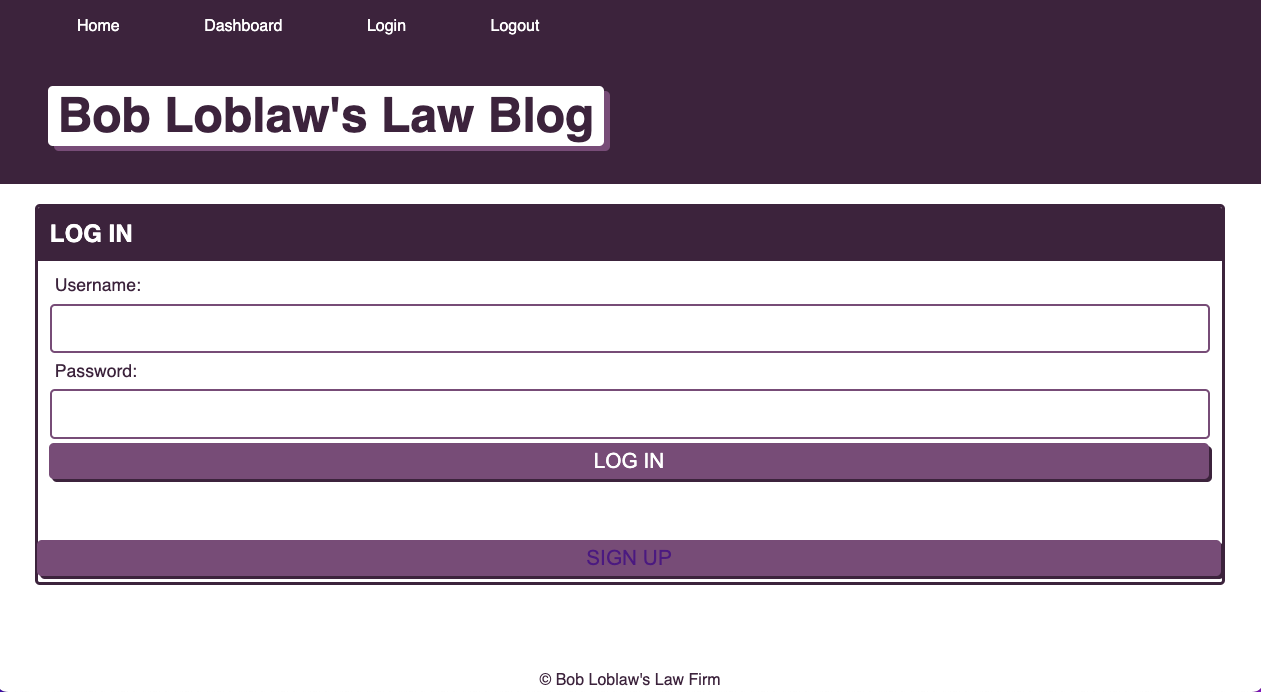 Home Dashboard Login Logout
Bob Loblaw's Law Blog
LOG IN
Username:
Password:
LOG IN
SIGN UP
© Bob Loblaw's Law Firm